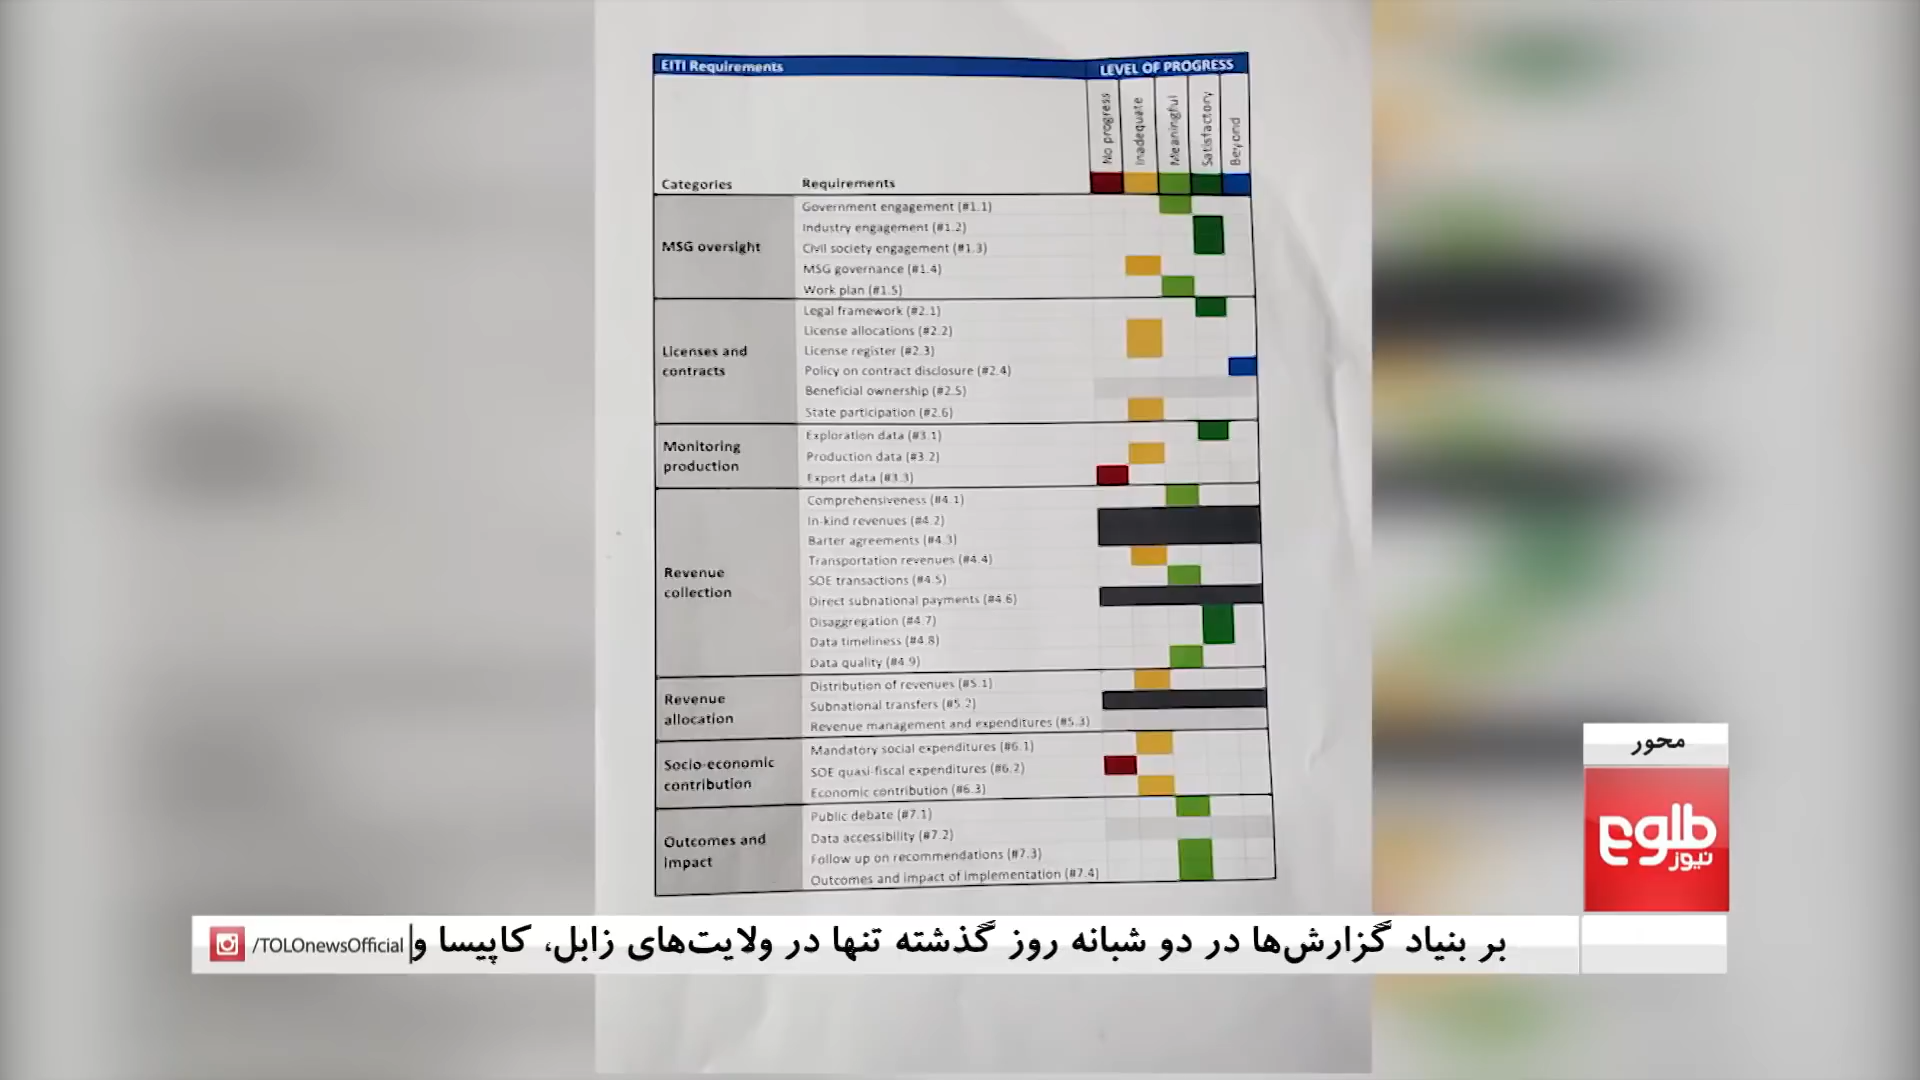 EITI Requirements
LEVEL OF PROGRESS
No progress
Inadequate
Meaningful
Satisfactory
Beyond
Categories
Requirements
MSG oversight
Government engagement (#1.1)
Industry engagement (#1.2)
Civil society engagement (#1.3)
MSG governance (#1.4)
Work plan (#1.5)
Licenses and
contracts
Legal framework (#2.1)
License allocations (#2.2)
License register (#2.3)
Policy on contract disclosure (#2.4)
Beneficial ownership (#2.5)
State participation (#2.6)
Monitoring
production
Exploration data (#3.1)
Production data (#3.2)
Export data (#3.3)
Revenue
collection
Comprehensiveness (#4.1)
In-kind revenues (#4.2)
Barter agreements (#4.3)
Transportation revenues (#4.4)
SOE transactions (#4.5)
Direct subnational payments (#4.6)
Disaggregation (#4.7)
Data timeliness (#4.8)
Data quality (#4.9)
Revenue
allocation
Distribution of revenues (#5.1)
Subnational transfers (#5.2)
Revenue management and expenditures (#5.3)
Socio-economic
contribution
Mandatory social expenditures (#6.1)
SOE quasi-fiscal expenditures (#6.2)
Economic contribution (#6.3)
Outcomes and
impact
Public debate (#7.1)
Data accessibility (#7.2)
Follow up on recommendations (#7.3)
Outcomes and impact of implementation (#7.4)
محور
طلوع
نیوز
/TOLOnewsOfficial
بر بنیاد گزارش‌ها در دو شبانه روز گذشته تنها در ولایت‌های زابل، کاپیسا و